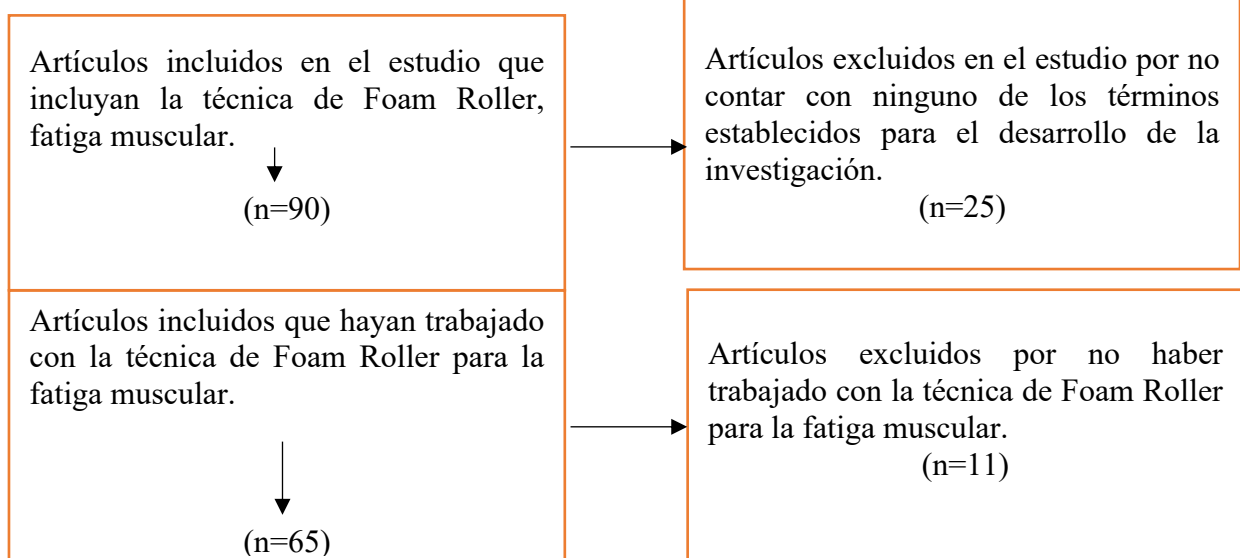 Artículos incluidos en el estudio que
incluyan la técnica de Foam Roller,
fatiga muscular.
(n=90)
Artículos excluidos en el estudio por no
contar con ninguno de los términos
establecidos para el desarrollo de la
investigación.
(n=25)
Artículos incluidos que hayan trabajado
con la técnica de Foam Roller para la
fatiga muscular.
(n=65)
Artículos excluidos por no haber
trabajado con la técnica de Foam Roller
para la fatiga muscular.
(n=11)